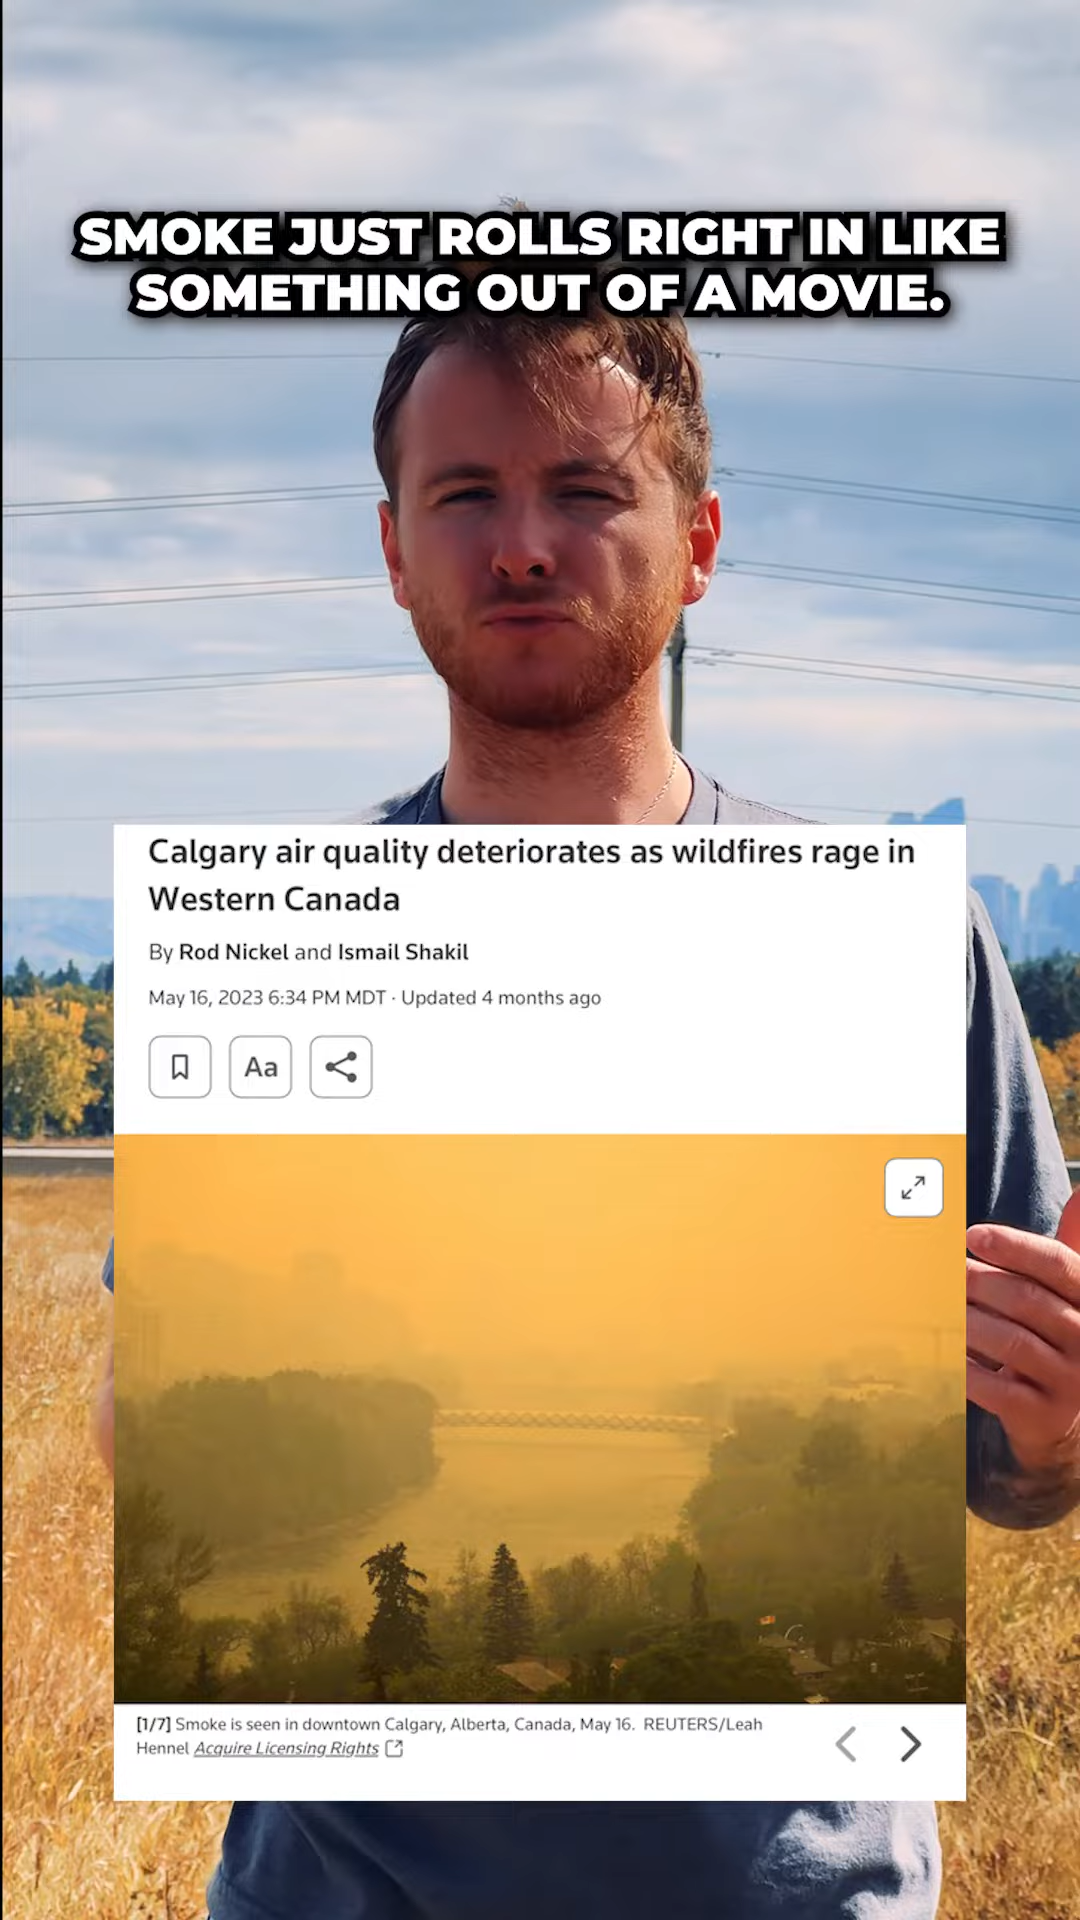 SMOKE JUST ROLLS RIGHT IN LIKE
SOMETHING OUT OF A MOVIE.
Calgary air quality deteriorates as wildfires rage in
Western Canada
By Rod Nickel and Ismail Shakil
May 16, 2023 6:34 PM MDT · Updated 4 months ago
Aa
[1/7] Smoke is seen in downtown Calgary, Alberta, Canada, May 16. REUTERS/Leah
Hennel Acquire Licensing Rights